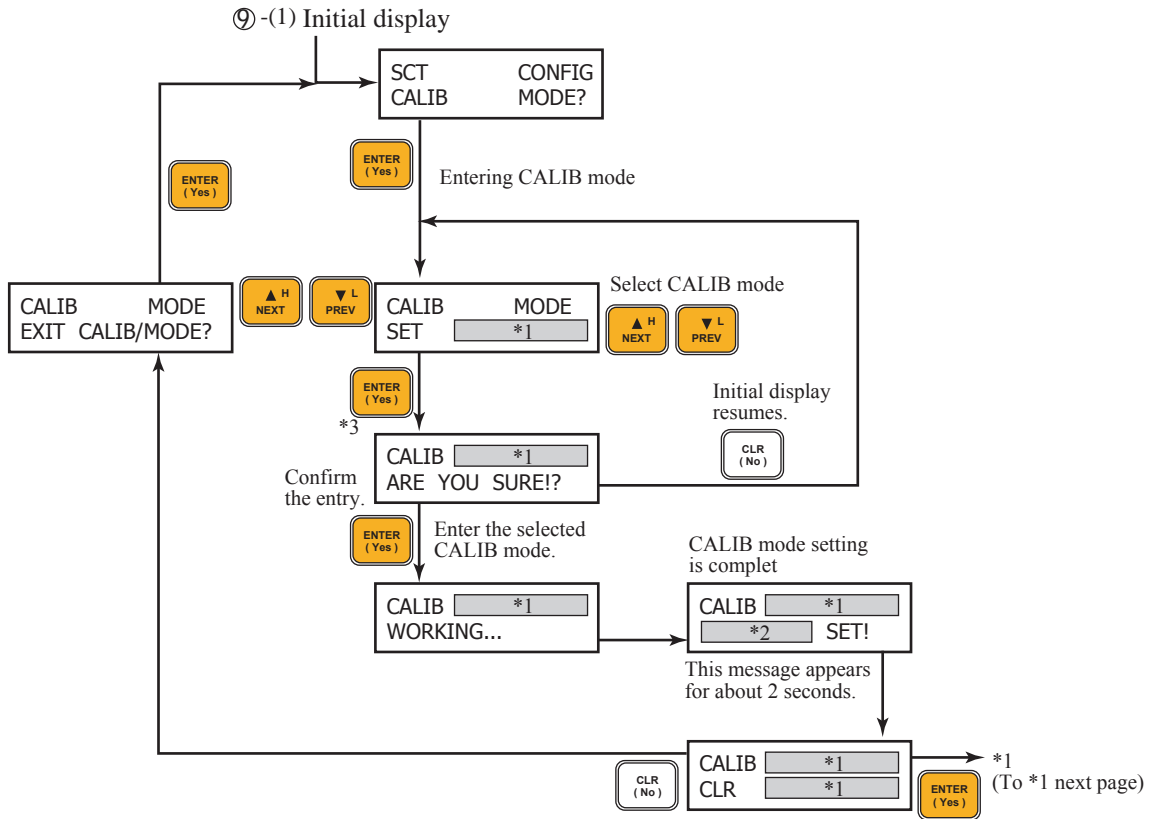 ⑨-(1) Initial display
SCT CONFIG
CALIB MODE?
ENTER
(Yes)
ENTER
(Yes)
Entering CALIB mode
CALIB MODE
EXIT CALIB/MODE?
▲ H
NEXT
▼ L
PREV
CALIB MODE
SET *1
Select CALIB mode
▲ H
NEXT
▼ L
PREV
ENTER
(Yes)
*3
Initial display
resumes.
CLR
(No)
CALIB *1
ARE YOU SURE!?
Confirm
the entry.
ENTER
(Yes)
Enter the selected
CALIB mode.
CALIB mode setting
is complet
CALIB *1
WORKING...
CALIB *1
*2 SET!
This message appears
for about 2 seconds.
CLR
(No)
CALIB *1
CLR *1
ENTER
(Yes)
*1
(To *1 next page)